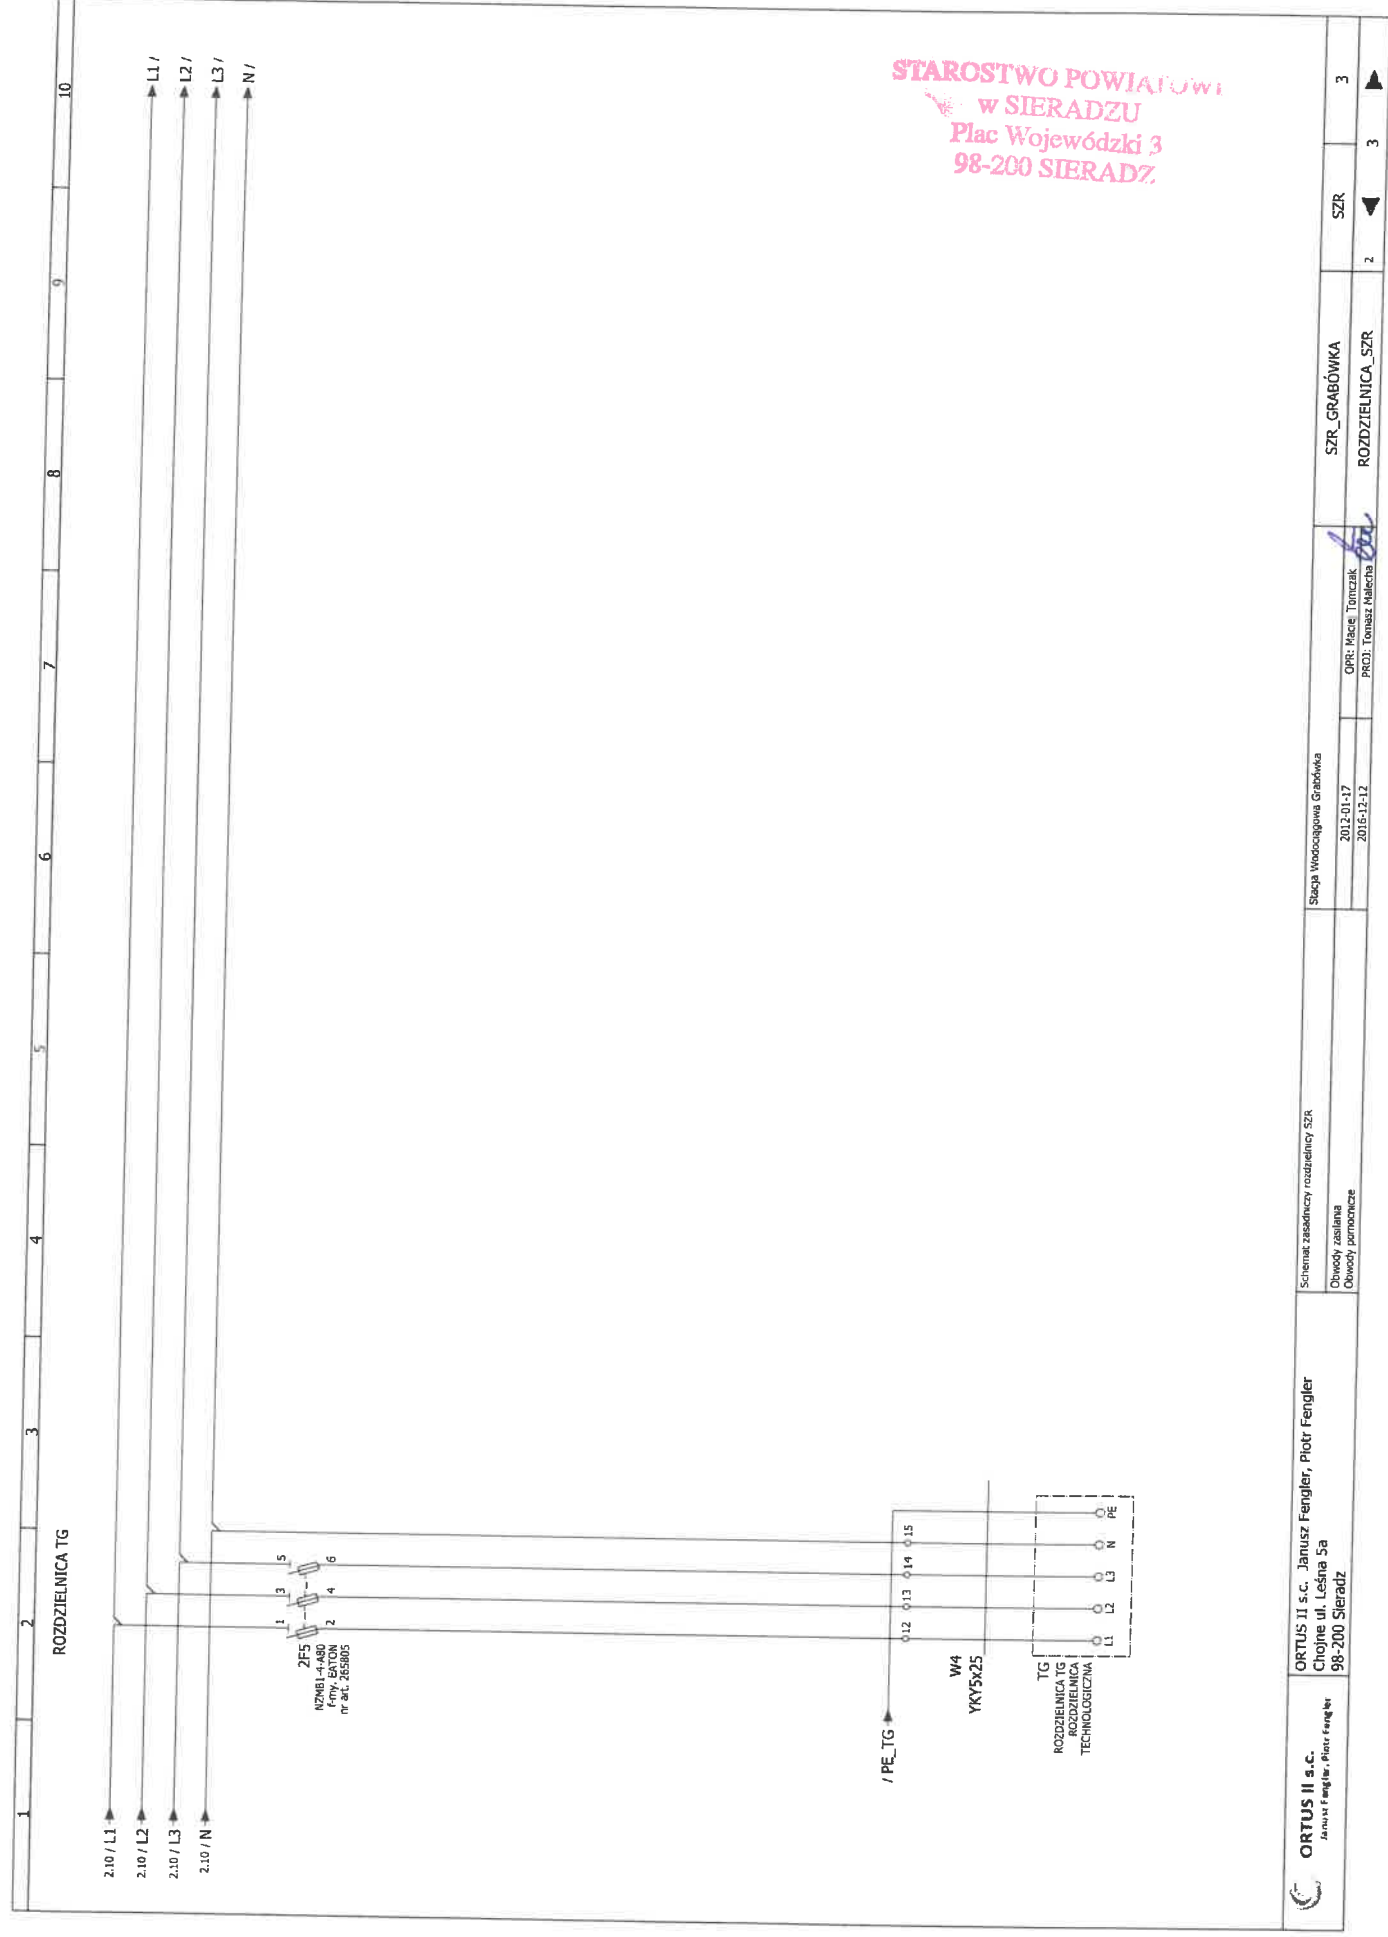 1
2
3
4
5
6
7
8
9
10
ROZDZIELNICA TG
2.10 / L1
2.10 / L2
2.10 / L3
2.10 / N
L1 /
L2 /
L3 /
N /
1
3
5
2
4
6
2F5
NZMB1-4-A80
f-my. EATON
nr art. 265805
/ PE_TG
12
13
14
15
W4
YKY5x25
TG
ROZDZIELNICA TG
ROZDZIELNICA
TECHNOLOGICZNA
L1
L2
L3
N
PE
STAROSTWO POWIATOWE
w SIERADZU
Plac Wojewódzki 3
98-200 SIERADZ
ORTUS II s.c.
Janusz Fengler, Piotr Fengler
ORTUS II s.c. Janusz Fengler, Piotr Fengler
Chojne ul. Leśna 5a
98-200 Sieradz
Schemat zasadniczy rozdzielnicy SZR
Obwody zasilania
Obwody pomocnicze
Stacja Wodociągowa Grabówka
2012-01-17
2016-12-12
OPR: Maciej Tomczak
PROJ: Tomasz Malecha
SZR_GRABÓWKA
ROZDZIELNICA_SZR
SZR
3
2
3